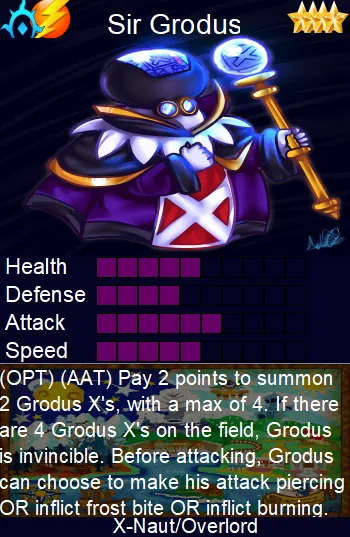 Sir Grodus
Health
Defense
Attack
Speed
(OPT) (AAT) Pay 2 points to summon
2 Grodus X's, with a max of 4. If there
are 4 Grodus X's on the field, Grodus
is invincible. Before attacking, Grodus
can choose to make his attack piercing
OR inflict frost bite OR inflict burning.
X-Naut/Overlord